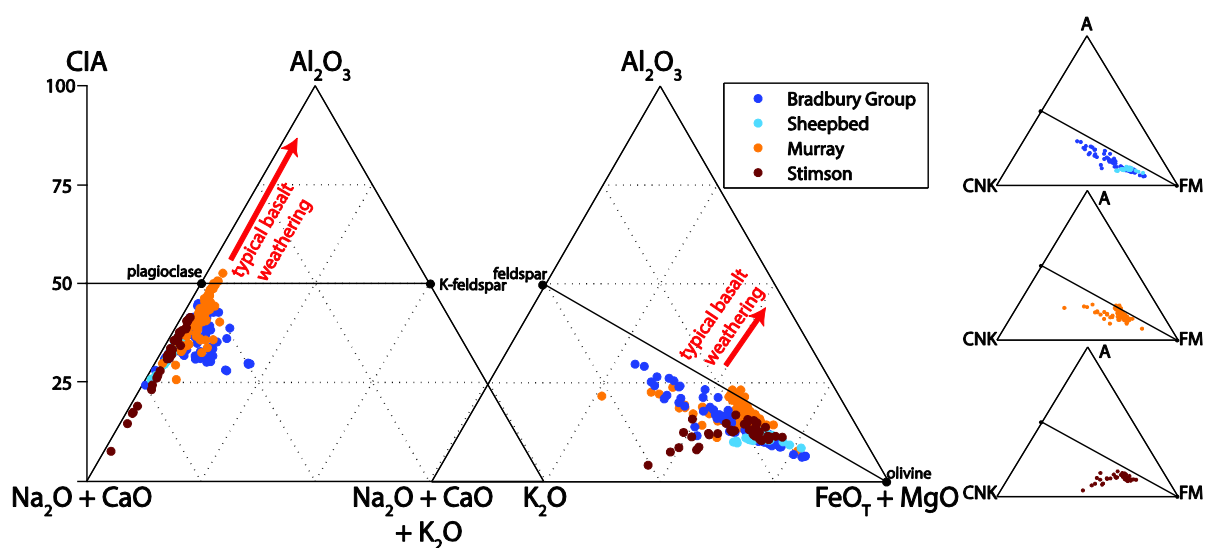 CIA
Al₂O₃
100
75
50
25
plagioclase
K-feldspar
typical basalt
weathering
Na₂O + CaO
K₂O
Al₂O₃
feldspar
typical basalt
weathering
olivine
Na₂O + CaO
+ K₂O
FeO_T + MgO
Bradbury Group
Sheepbed
Murray
Stimson
A
CNK
FM
A
CNK
FM
A
CNK
FM